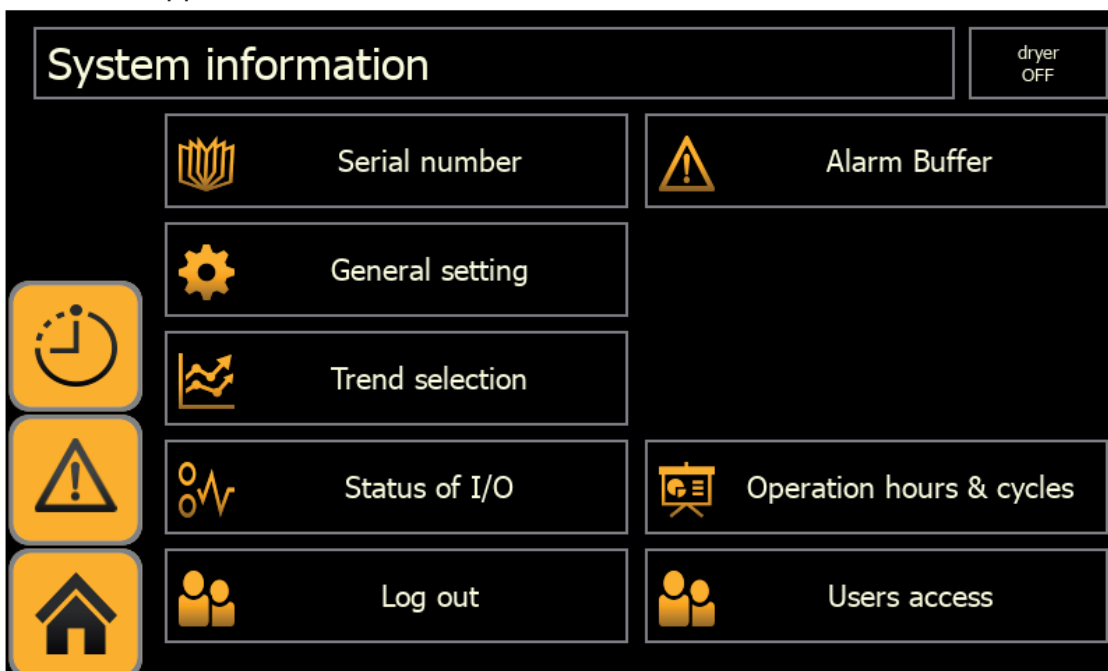 System information
dryer
OFF
Serial number
Alarm Buffer
General setting
Trend selection
Status of I/O
Operation hours & cycles
Log out
Users access